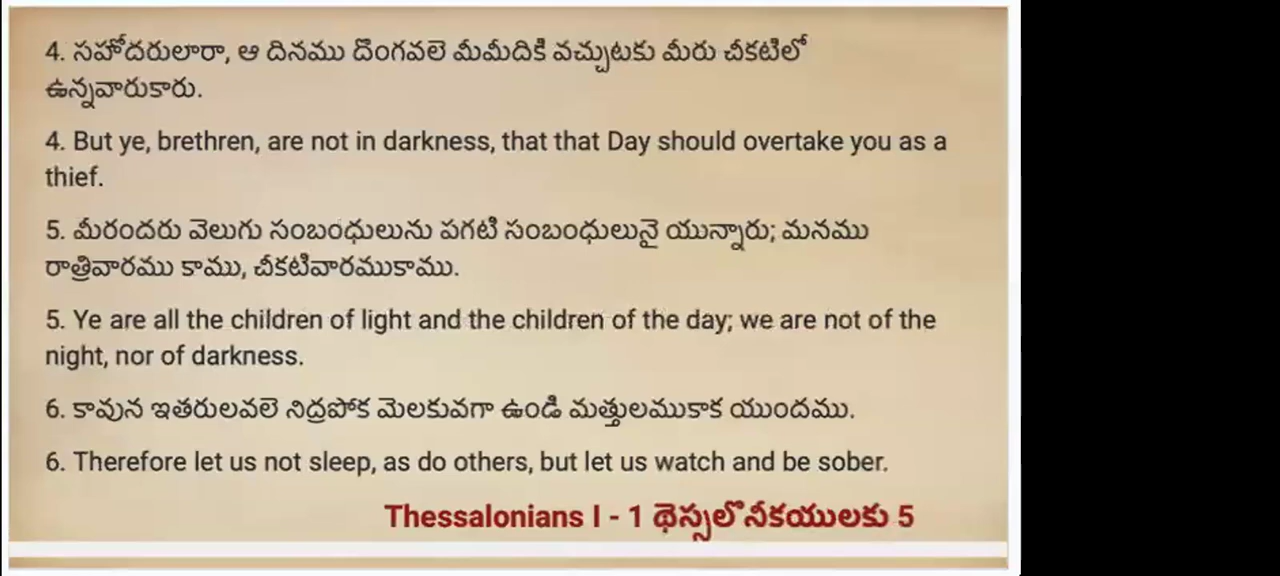 4. సహోదరులారా, ఆ దినము దొంగవలె మీమీదికి వచ్చుటకు మీరు చీకటిలో
ఉన్నవారుకారు.
4. But ye, brethren, are not in darkness, that that Day should overtake you as a
thief.
5. మీరందరు వెలుగు సంబంధులును పగటి సంబంధులునై యున్నారు; మనము
రాత్రివారము కాము, చీకటివారముకాము.
5. Ye are all the children of light and the children of the day; we are not of the
night, nor of darkness.
6. కావున ఇతరులవలె నిద్రపోక మెలకువగా ఉండి మత్తులముకాక యుందము.
6. Therefore let us not sleep, as do others, but let us watch and be sober.
Thessalonians I - 1 థెస్సలొనీకయులకు 5